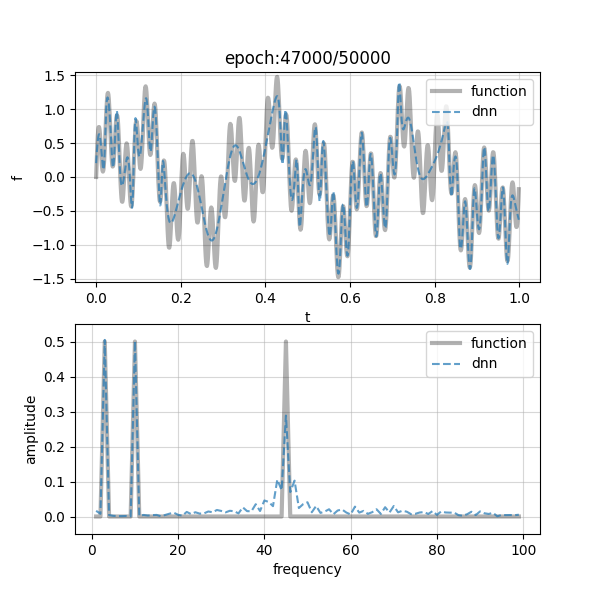 epoch:47000/50000
1.5
1.0
0.5
0.0
−0.5
−1.0
−1.5
f
function
dnn
0.0 0.2 0.4 0.6 0.8 1.0
t
0.5
0.4
0.3
0.2
0.1
0.0
amplitude
function
dnn
0 20 40 60 80 100
frequency